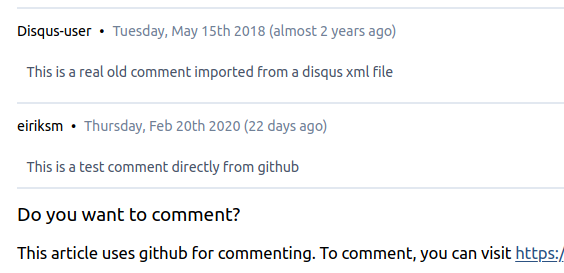 Disqus-user • Tuesday, May 15th 2018 (almost 2 years ago)
This is a real old comment imported from a disqus xml file
eiriksm • Thursday, Feb 20th 2020 (22 days ago)
This is a test comment directly from github
Do you want to comment?
This article uses github for commenting. To comment, you can visit https:/